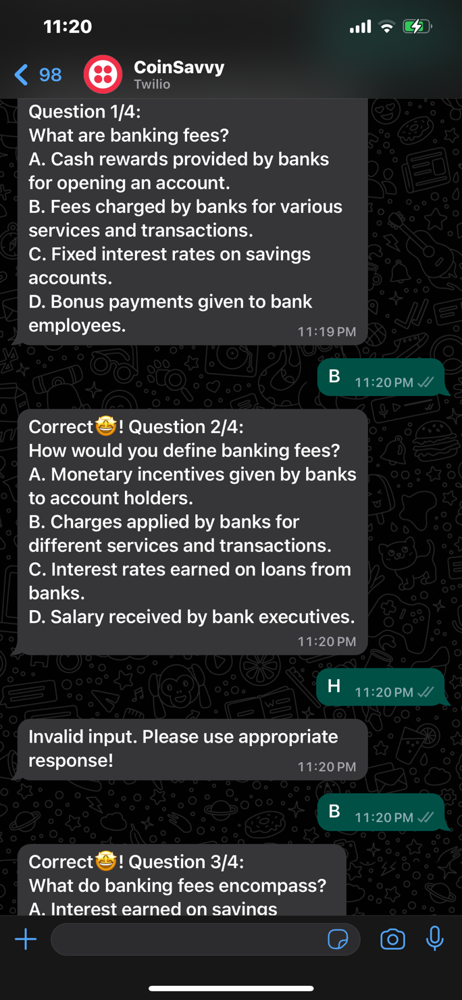 11:20
98
CoinSavvy
Twilio
Question 1/4:
What are banking fees?
A. Cash rewards provided by banks
for opening an account.
B. Fees charged by banks for various
services and transactions.
C. Fixed interest rates on savings
accounts.
D. Bonus payments given to bank
employees.
11:19 PM
B
11:20 PM
Correct🤩! Question 2/4:
How would you define banking fees?
A. Monetary incentives given by banks
to account holders.
B. Charges applied by banks for
different services and transactions.
C. Interest rates earned on loans from
banks.
D. Salary received by bank executives.
11:20 PM
H
11:20 PM
Invalid input. Please use appropriate
response!
11:20 PM
B
11:20 PM
Correct🤩! Question 3/4:
What do banking fees encompass?
A. Interest earned on savings